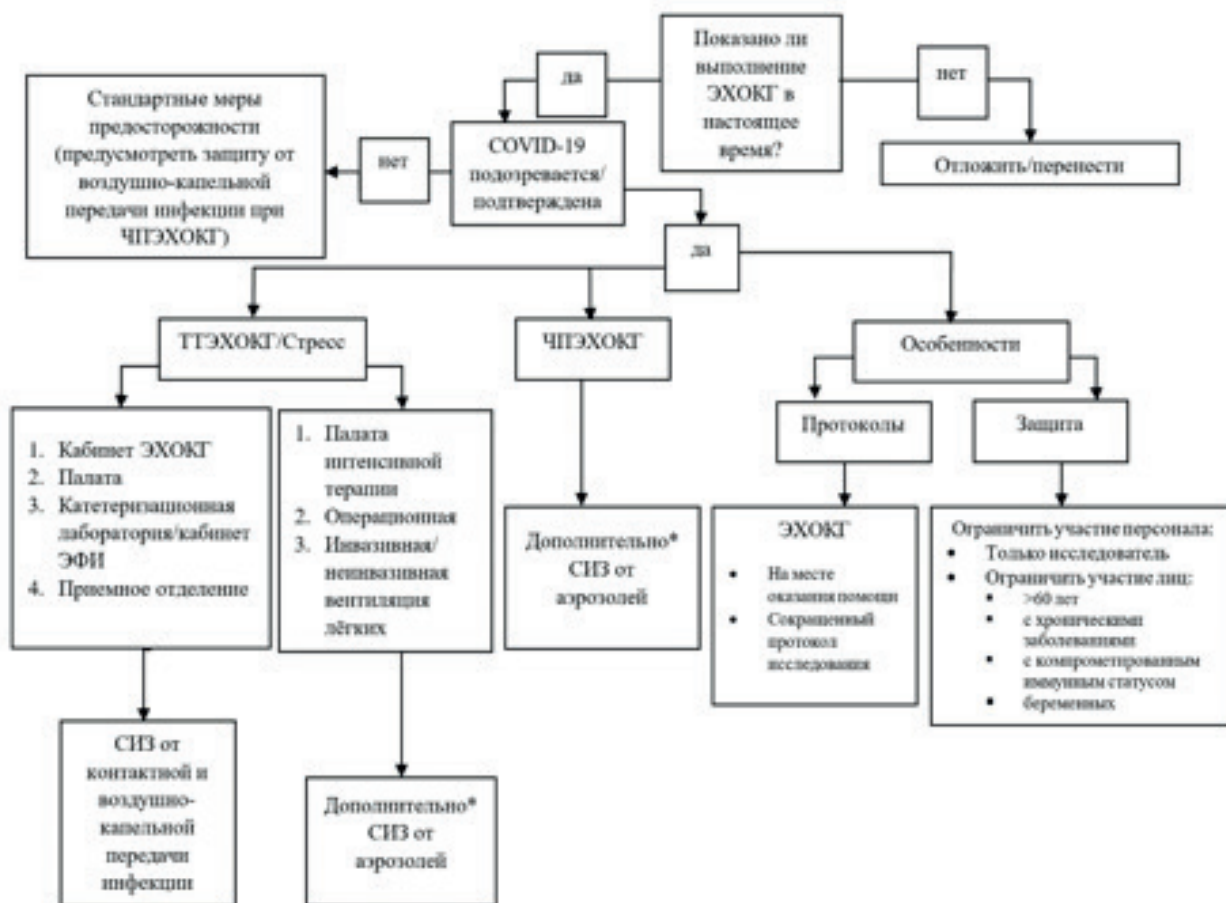 Показано ли
выполнение
ЭХОКГ в
настоящее
время?
да
нет
Отложить/перенести
COVID-19
подозревается/
подтверждена
нет
Стандартные меры
предосторожности
(предусмотреть защиту от
воздушно-капельной
передачи инфекции при
ЧПЭХОКГ)
да
ТТЭХОКГ/Стресс
ЧПЭХОКГ
Особенности
1. Кабинет ЭХОКГ
2. Палата
3. Катетеризационная
лаборатория/кабинет
ЭФИ
4. Приемное отделение
1. Палата
интенсивной
терапии
2. Операционная
3. Инвазивная/
неинвазивная
вентиляция
лёгких
Дополнительно*
СИЗ от
аэрозолей
Протоколы
Защита
ЭХОКГ
• На месте
оказания помощи
• Сокращенный
протокол
исследования
Ограничить участие персонала:
• Только исследователь
• Ограничить участие лиц:
▪ >60 лет
▪ с хроническими
заболеваниями
▪ с компрометированным
иммунным статусом
▪ беременных
СИЗ от
контактной и
воздушно-
капельной
передачи
инфекции
Дополнительно*
СИЗ от
аэрозолей